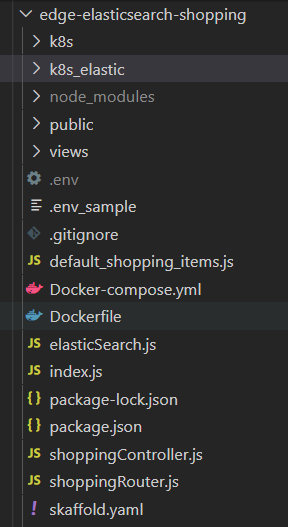 edge-elasticsearch-shopping
k8s
k8s_elastic
node_modules
public
views
.env
.env_sample
.gitignore
JS default_shopping_items.js
Docker-compose.yml
Dockerfile
JS elasticSearch.js
JS index.js
{ } package-lock.json
{ } package.json
JS shoppingController.js
JS shoppingRouter.js
! skaffold.yaml